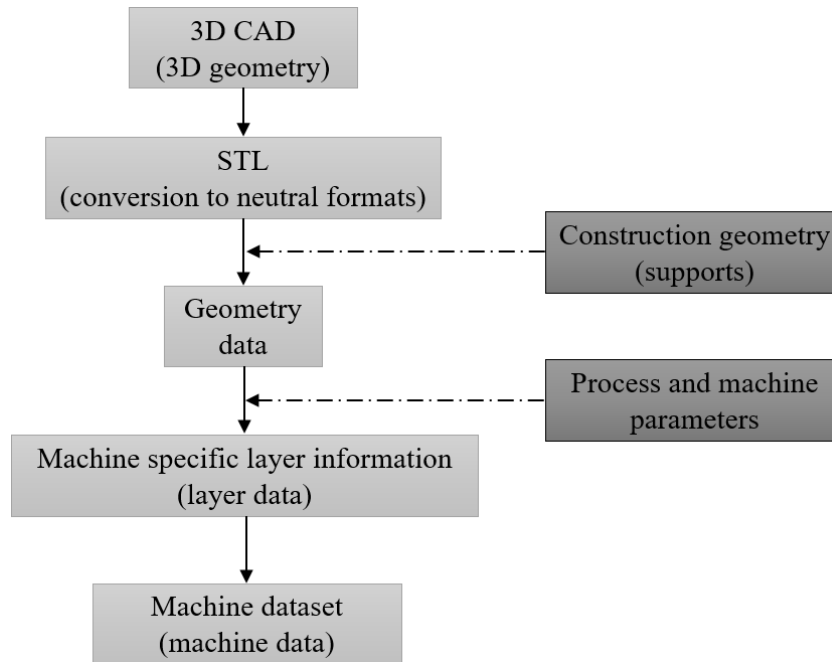 3D CAD
(3D geometry)
STL
(conversion to neutral formats)
Construction geometry
(supports)
Geometry
data
Process and machine
parameters
Machine specific layer information
(layer data)
Machine dataset
(machine data)